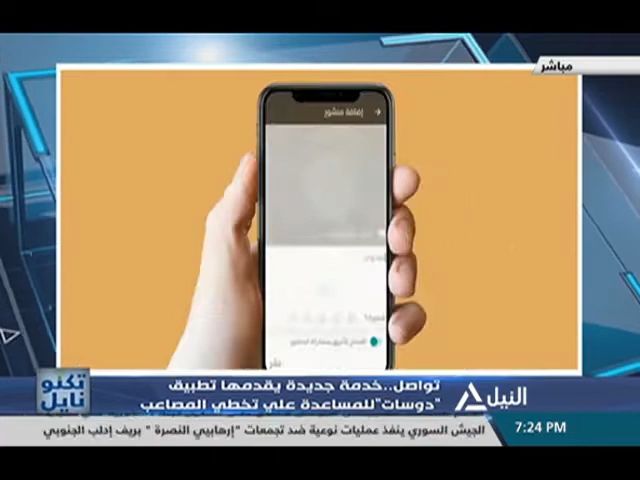 مباشر
إضافة منشور
نشر
تواصل..خدمة جديدة يقدمها تطبيق
"دوسات"للمساعدة علي تخطي المصاعب
النيل
تكنو
نايل
الجيش السوري ينفذ عمليات نوعية ضد تجمعات "إرهابيي النصرة " بريف إدلب الجنوبي
7:24 PM